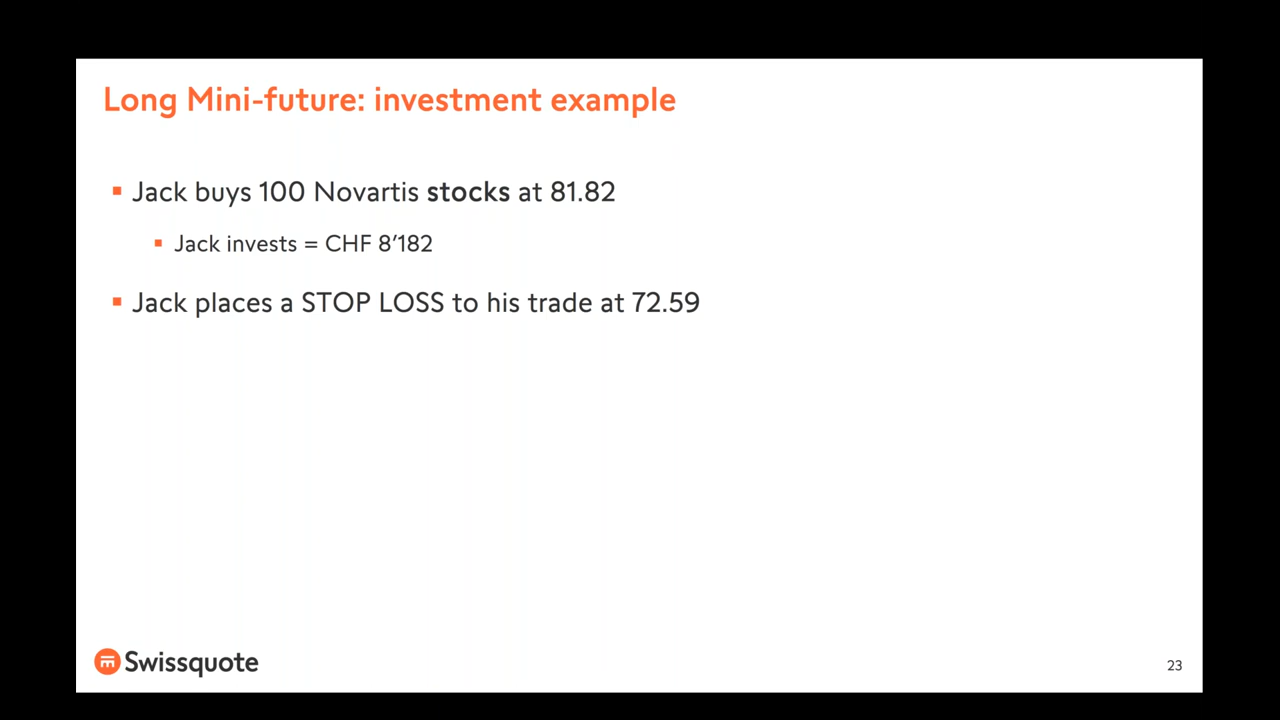 Long Mini-future: investment example
▪ Jack buys 100 Novartis stocks at 81.82
▪ Jack invests = CHF 8’182
▪ Jack places a STOP LOSS to his trade at 72.59
Swissquote
23